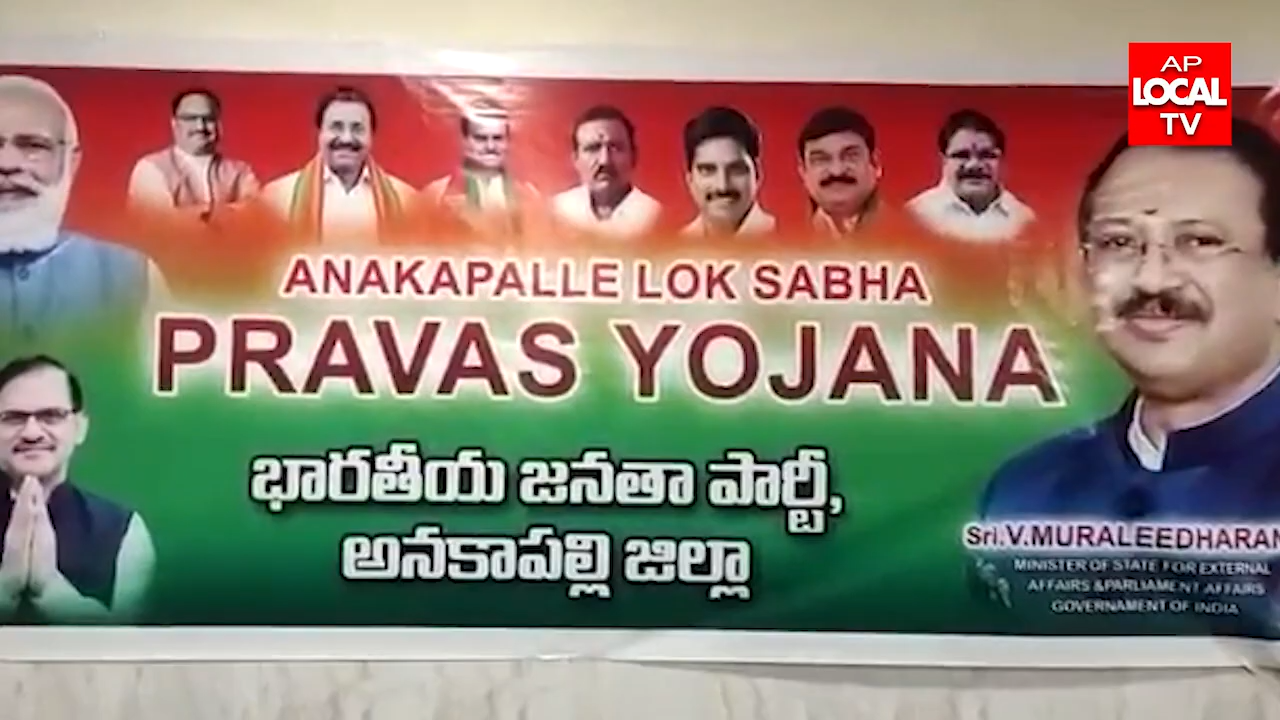 AP
LOCAL
TV
ANAKAPALLE LOK SABHA
PRAVAS YOJANA
భారతీయ జనతా పార్టీ,
అనకాపల్లి జిల్లా
Sri.V.MURALEEDHARAN
MINISTER OF STATE FOR EXTERNAL
AFFAIRS &PARLIAMENT AFFAIRS
GOVERNAMENT OF INDIA